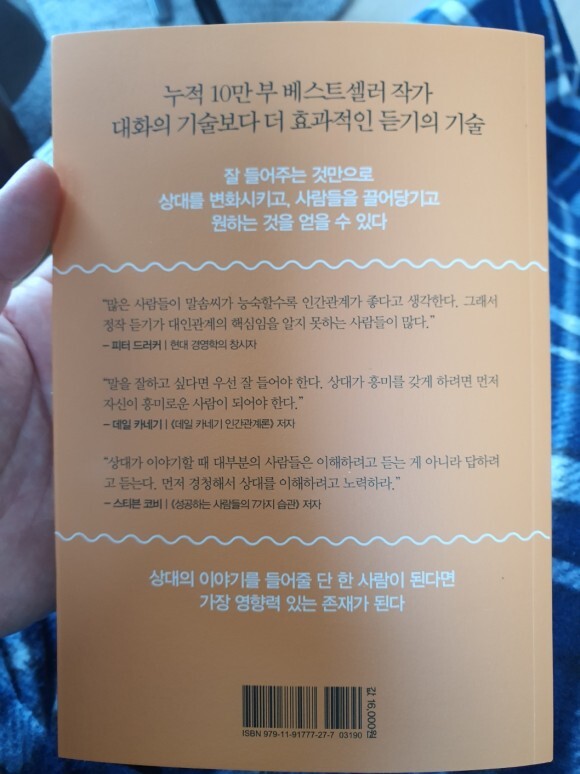 누적 10만 부 베스트셀러 작가
대화의 기술보다 더 효과적인 듣기의 기술
잘 들어주는 것만으로
상대를 변화시키고, 사람들을 끌어당기고
원하는 것을 얻을 수 있다
“많은 사람들이 말솜씨가 능숙할수록 인간관계가 좋다고 생각한다. 그래서
정작 듣기가 대인관계의 핵심임을 알지 못하는 사람들이 많다.”
– 피터 드러커 | 현대 경영학의 창시자
“말을 잘하고 싶다면 우선 잘 들어야 한다. 상대가 흥미를 갖게 하려면 먼저
자신이 흥미로운 사람이 되어야 한다.”
– 데일 카네기 | 《데일 카네기 인간관계론》 저자
“상대가 이야기할 때 대부분의 사람들은 이해하려고 듣는 게 아니라 답하려
고 듣는다. 먼저 경청해서 상대를 이해하려고 노력하라.”
– 스티븐 코비 | 《성공하는 사람들의 7가지 습관》 저자
상대의 이야기를 들어줄 단 한 사람이 된다면
가장 영향력 있는 존재가 된다
값 16,000원
ISBN 979-11-91777-27-7 03190